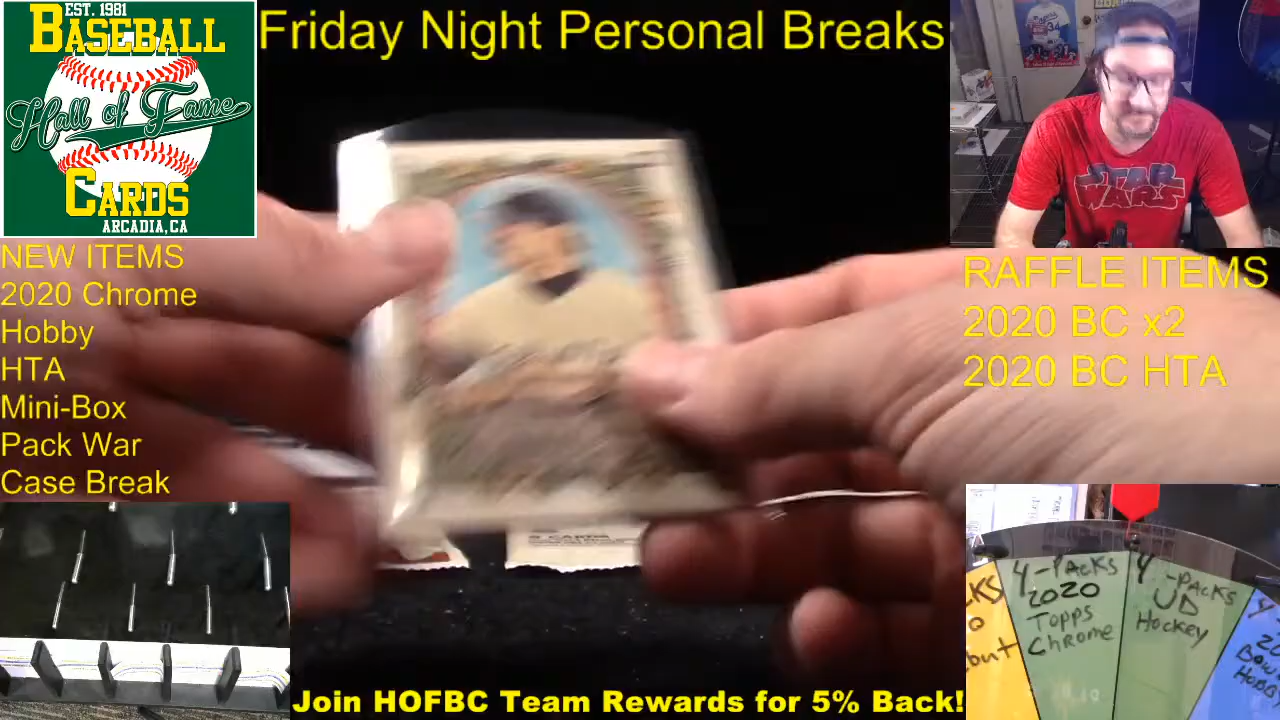 EST. 1981
BASEBALL
Hall of Fame
CARDS
ARCADIA, CA
Friday Night Personal Breaks
NEW ITEMS
2020 Chrome
Hobby
HTA
Mini-Box
Pack War
Case Break
STAR
WARS
RAFFLE ITEMS
2020 BC x2
2020 BC HTA
4-PACKS
2020
TOPPS
CHROME
4-PACKS
UD
HOCKEY
Join HOFBC Team Rewards for 5% Back!